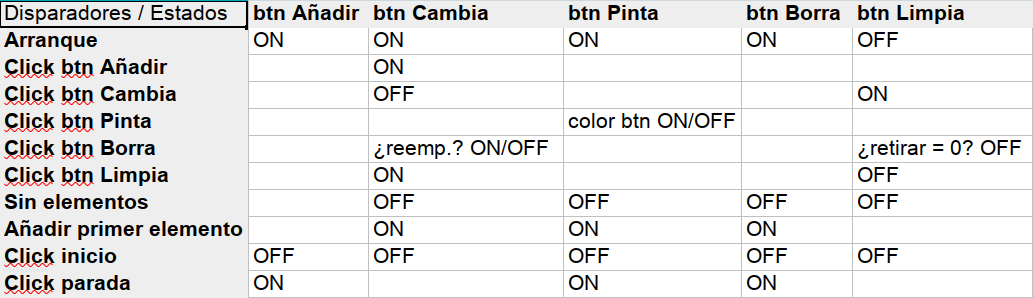 Disparadores / Estados btn Añadir btn Cambia btn Pinta btn Borra btn Limpia
Arranque ON ON ON ON OFF
Click btn Añadir ON
Click btn Cambia OFF ON
Click btn Pinta color btn ON/OFF
Click btn Borra ¿reemp.? ON/OFF ¿retirar = 0? OFF
Click btn Limpia ON OFF
Sin elementos OFF OFF OFF OFF
Añadir primer elemento ON ON ON
Click inicio OFF OFF OFF OFF OFF
Click parada ON ON ON